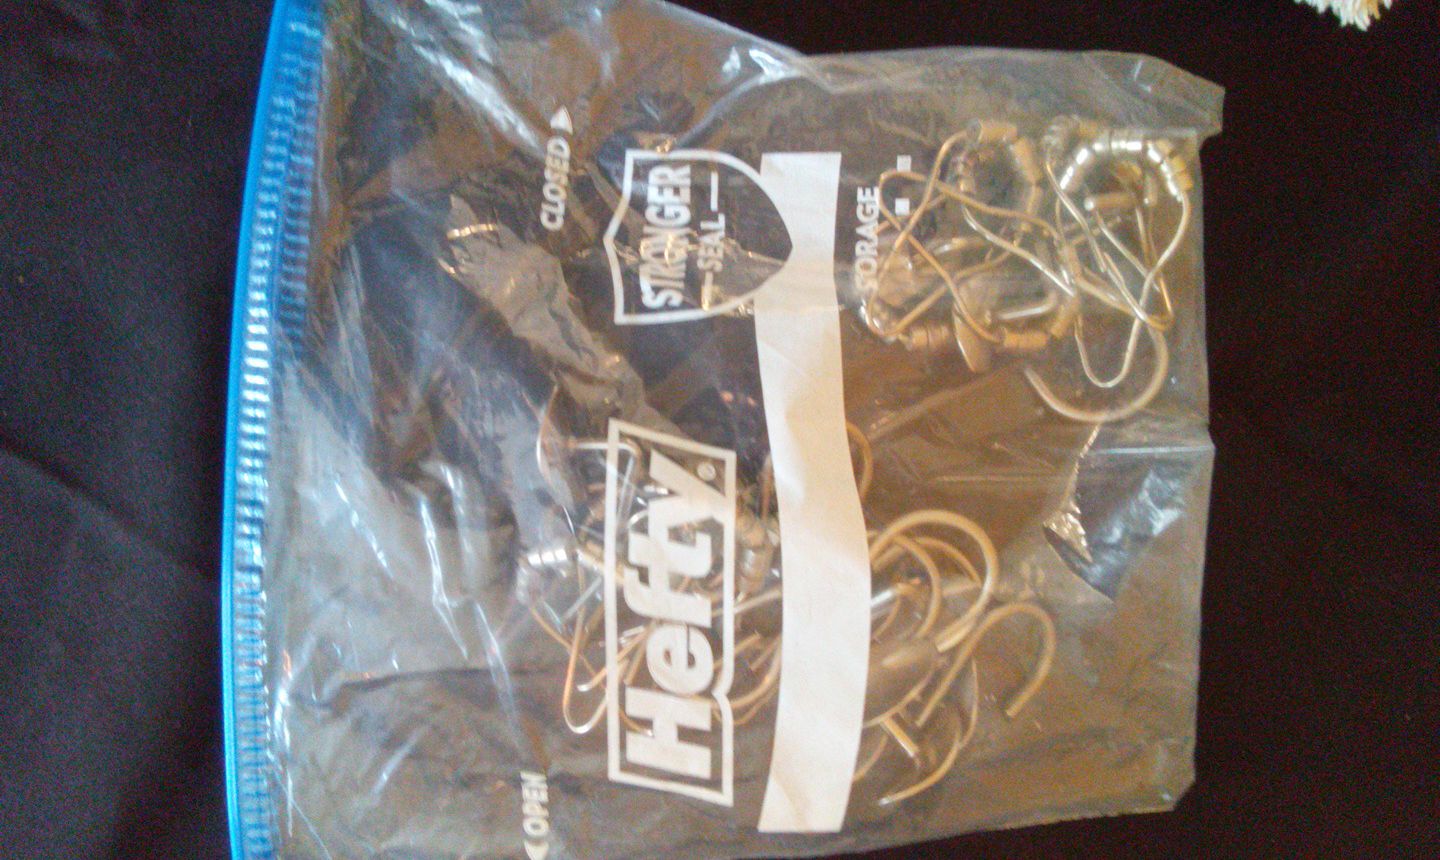 ◀ OPEN
CLOSED ▶
Hefty®
STRONGER
SEAL
STORAGE